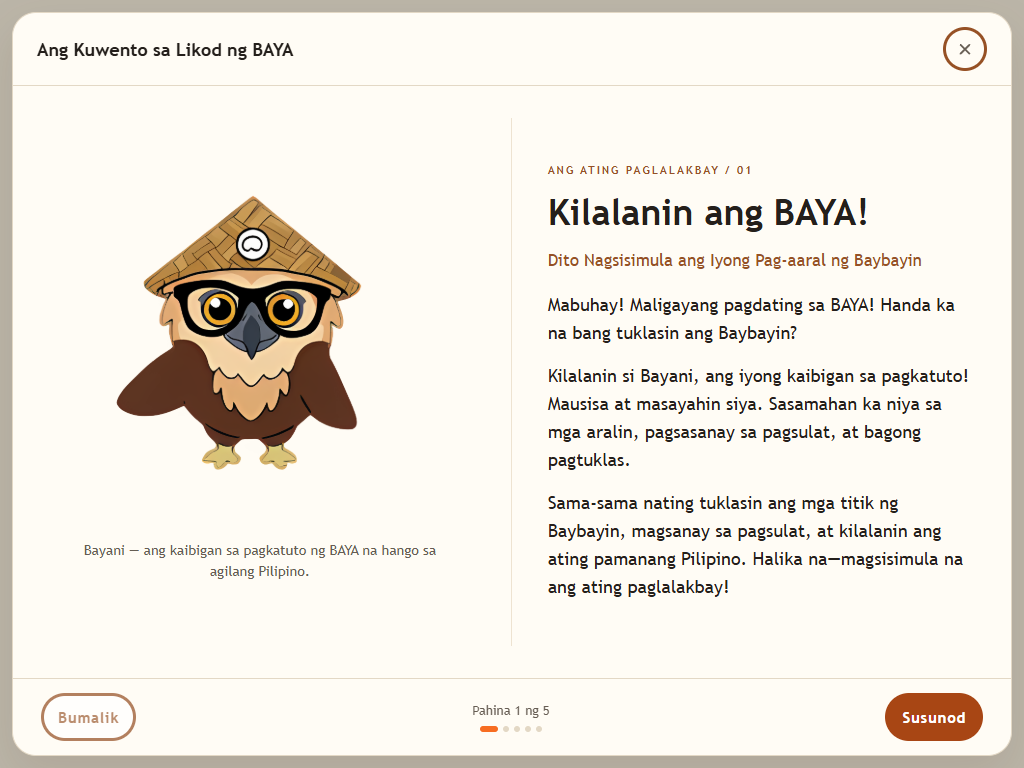 Ang Kuwento sa Likod ng BAYA
ANG ATING PAGLALAKBAY / 01
Kilalanin ang BAYA!
Dito Nagsisimula ang Iyong Pag-aaral ng Baybayin
Mabuhay! Maligayang pagdating sa BAYA! Handa ka
na bang tuklasin ang Baybayin?
Kilalanin si Bayani, ang iyong kaibigan sa pagkatuto!
Mausisa at masayahin siya. Sasamahan ka niya sa
mga aralin, pagsasanay sa pagsulat, at bagong
pagtuklas.
Sama-sama nating tuklasin ang mga titik ng
Baybayin, magsanay sa pagsulat, at kilalanin ang
ating pamanang Pilipino. Halika na—magsisimula na
ang ating paglalakbay!
Bayani — ang kaibigan sa pagkatuto ng BAYA na hango sa
agilang Pilipino.
Bumalik
Pahina 1 ng 5
Susunod